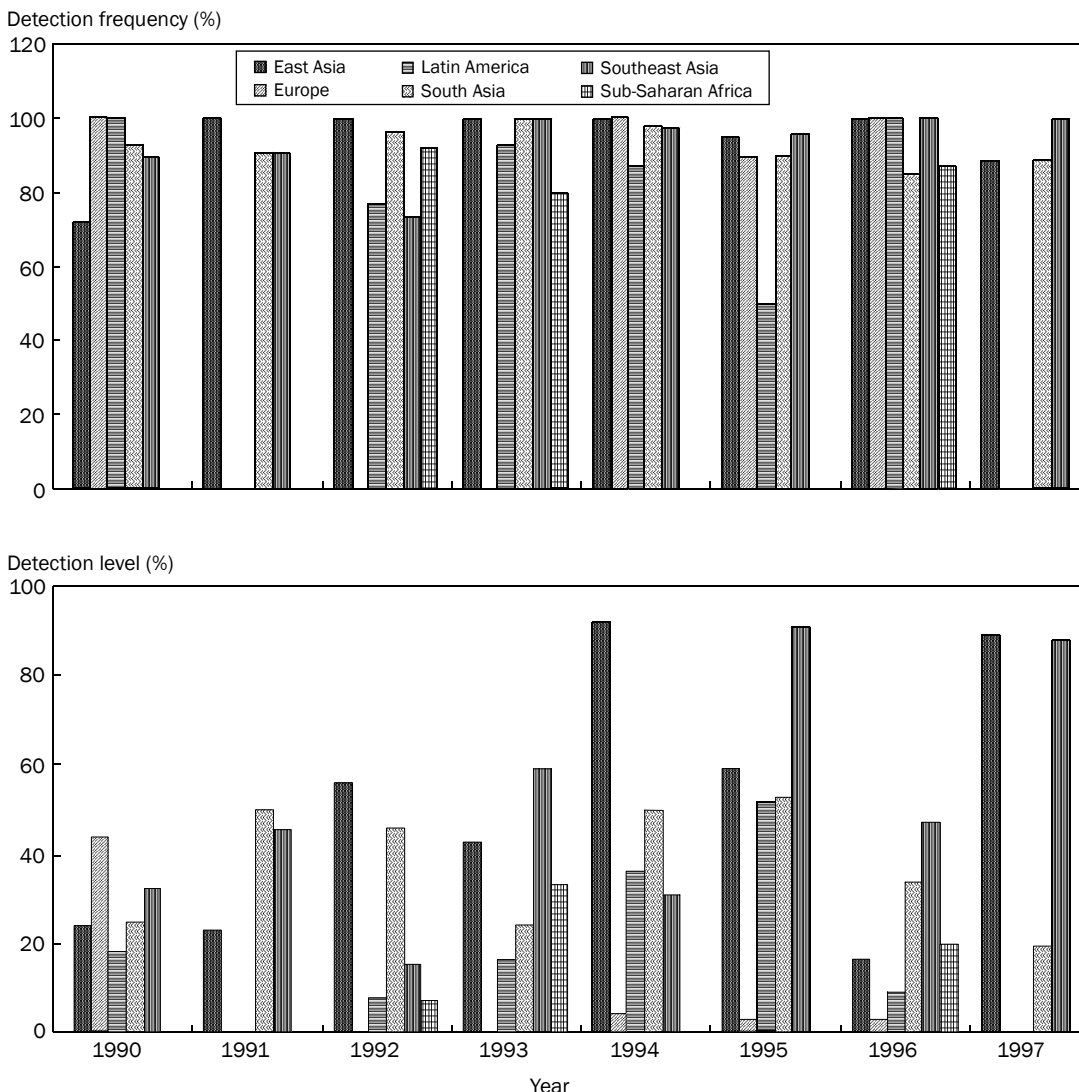 Detection frequency (%)
120
East Asia Latin America Southeast Asia
Europe South Asia Sub-Saharan Africa
100
80
60
40
20
0
Detection level (%)
100
80
60
40
20
0
1990 1991 1992 1993 1994 1995 1996 1997
Year